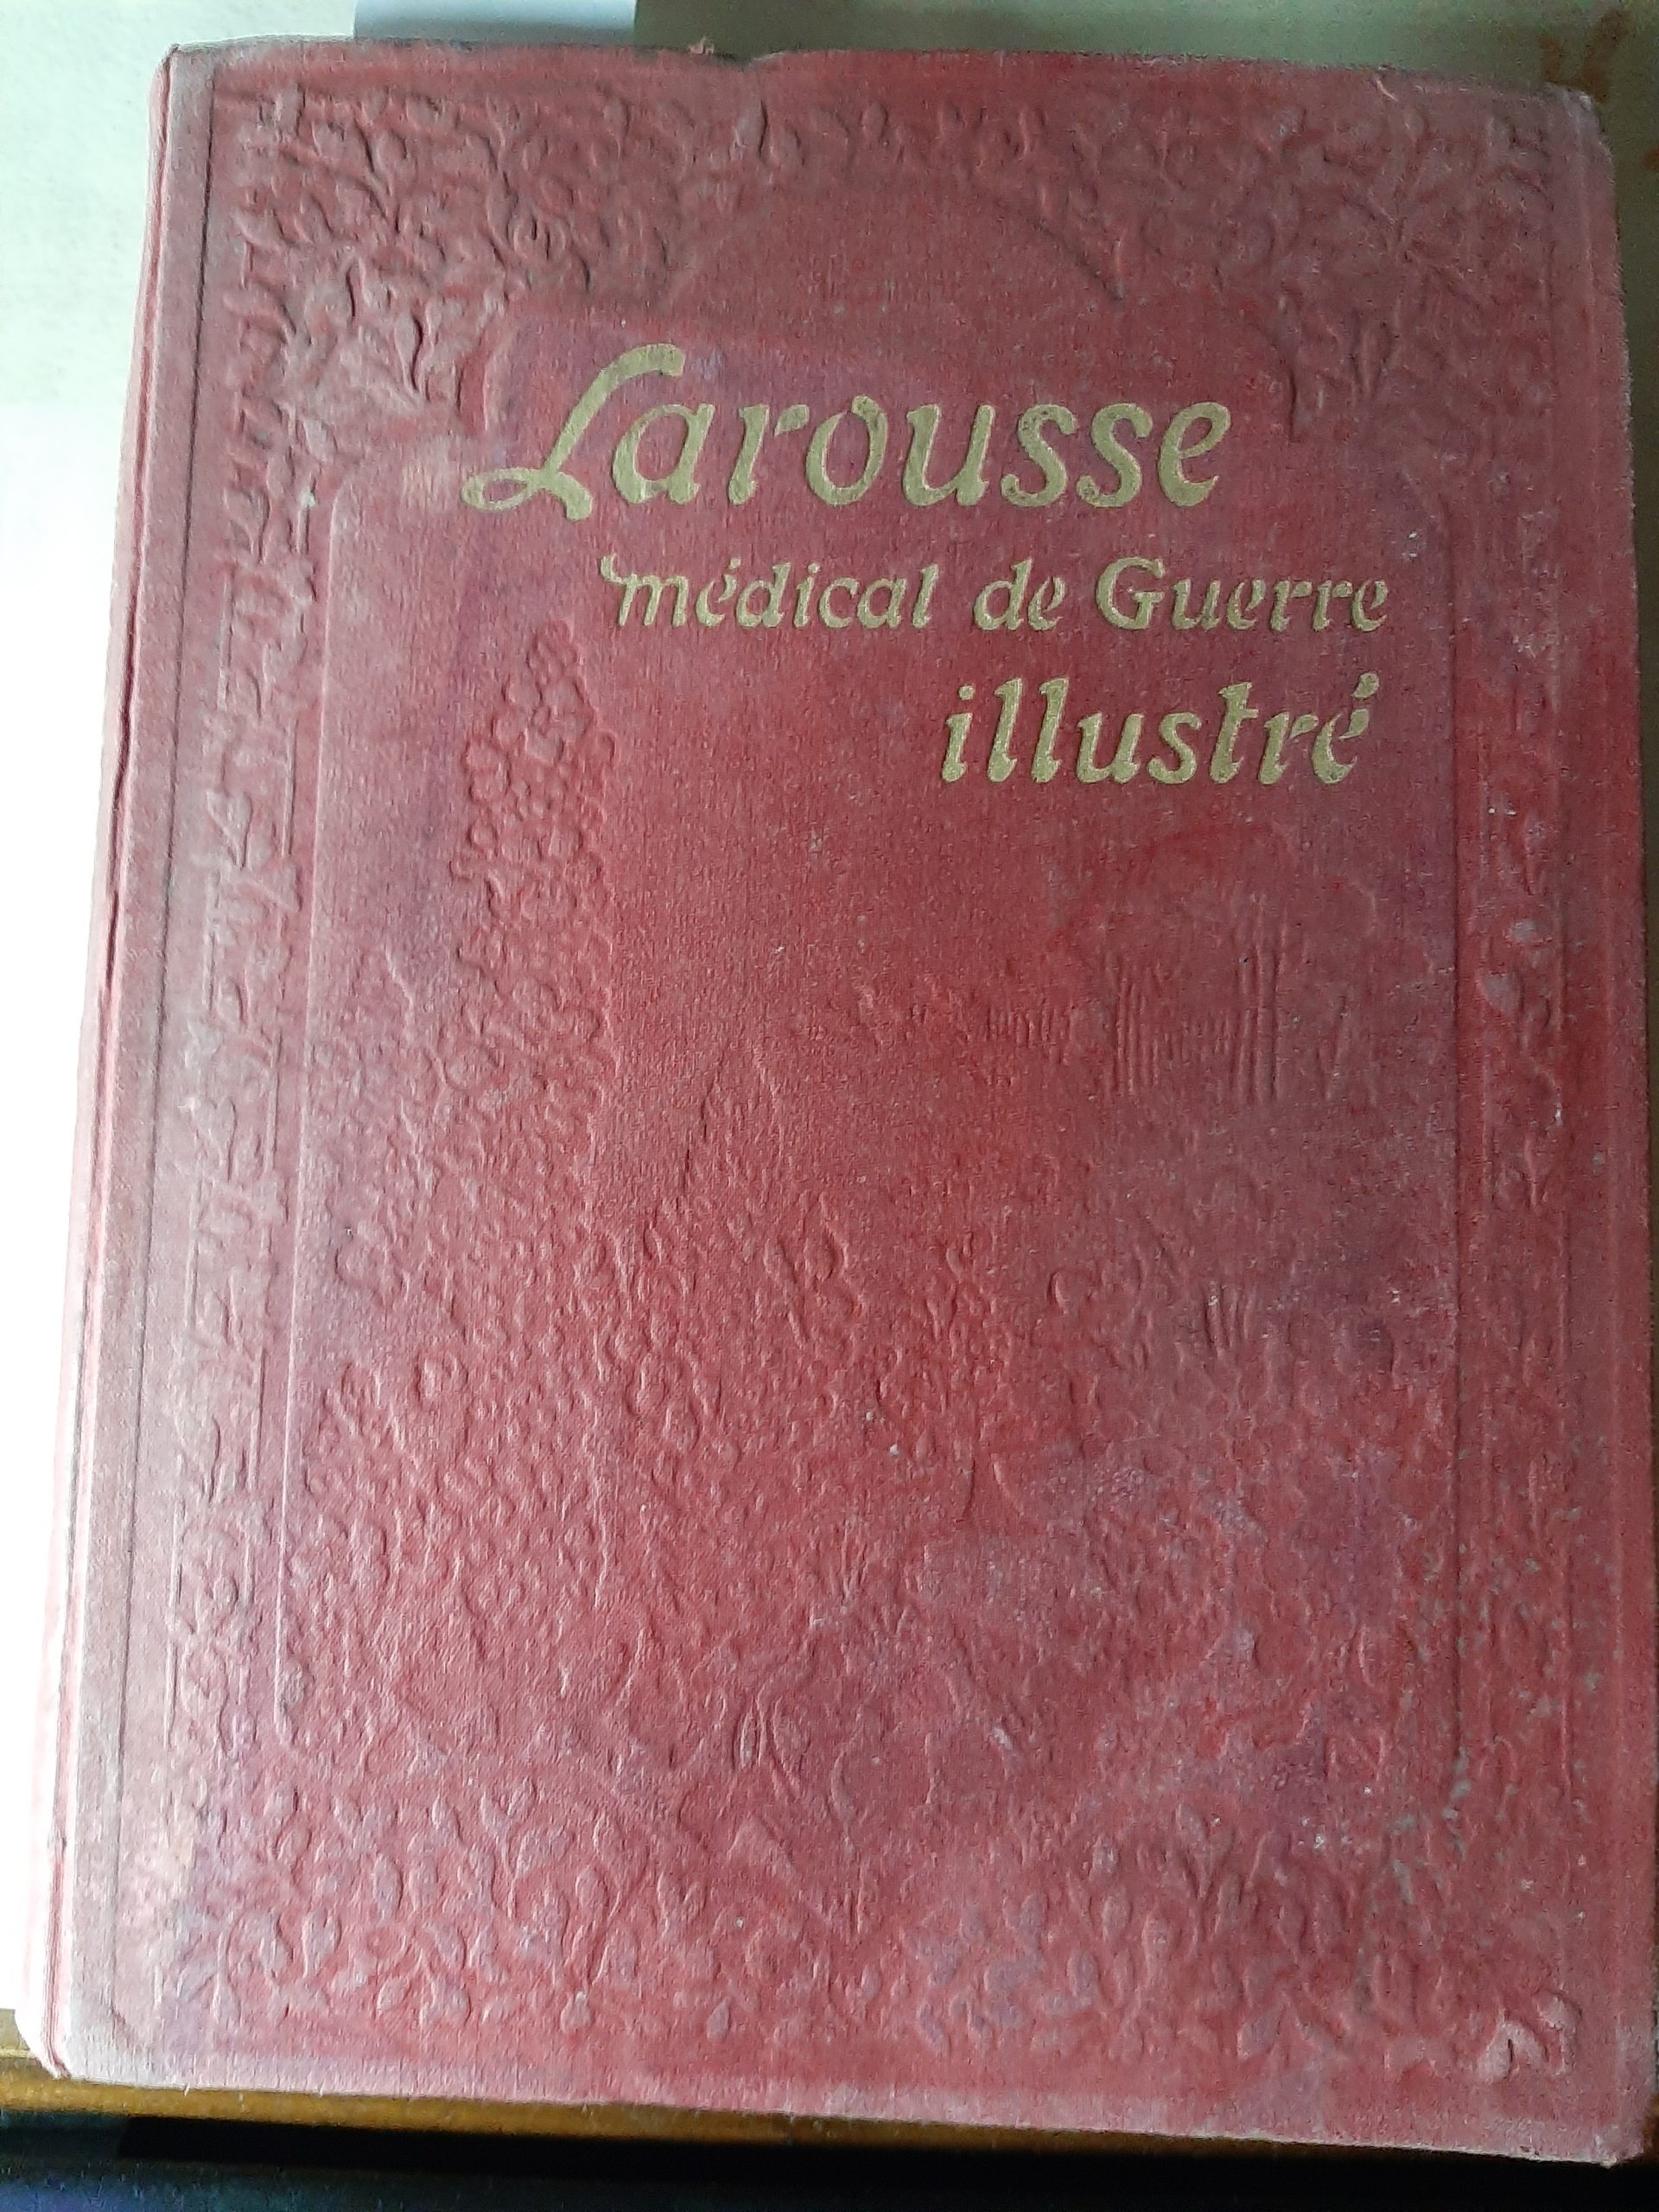 Larousse
médical de Guerre
illustré